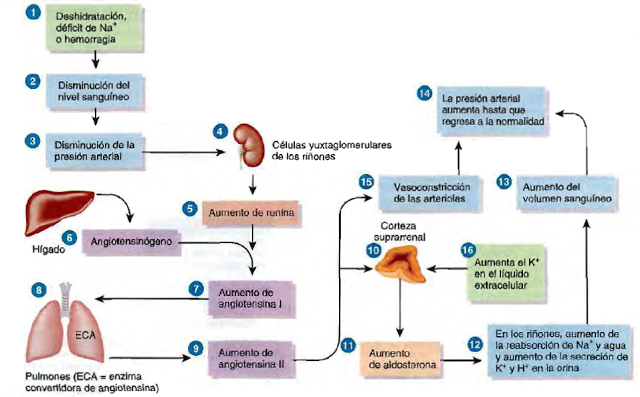 1
Deshidratación,
déficit de Na+
o hemorragia
2
Disminución del
nivel sanguíneo
3
Disminución de la
presión arterial
4
Células yuxtaglomerulares
de los riñones
5
Aumento de renina
Hígado
6
Angiotensinógeno
7
Aumento de
angiotensina I
8
ECA
Pulmones (ECA = enzima
convertidora de angiotensina)
9
Aumento de
angiotensina II
14
La presión arterial
aumenta hasta que
regresa a la normalidad
15
Vasoconstricción
de las arteriolas
13
Aumento del
volumen sanguíneo
Corteza
suprarrenal
10
16
Aumenta el K+
en el líquido
extracelular
11
Aumento
de aldosterona
12
En los riñones, aumento de
la reabsorción de Na+ y agua
y aumento de la secreción de
K+ y H+ en la orina